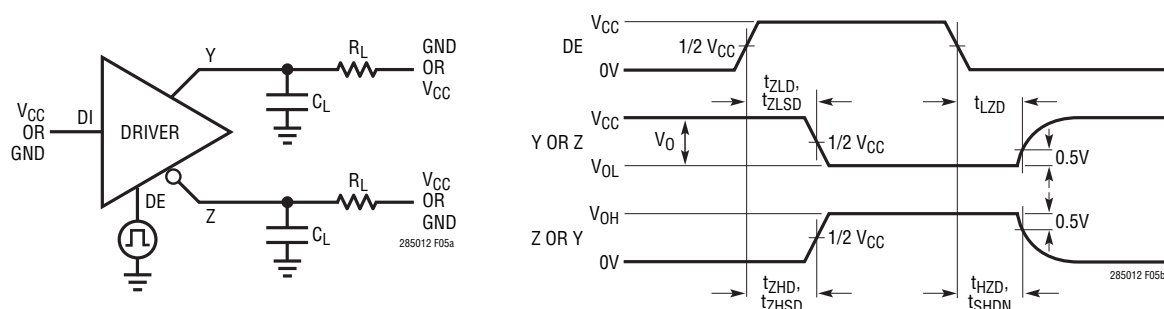 Y
RL
GND
OR
VCC
CL
VCC
OR
GND
DI
DRIVER
DE
Z
RL
VCC
OR
GND
CL
285012 F05a
VCC
DE
1/2 VCC
0V
tZLD,
tZLSD
tLZD
VCC
Y OR Z
VO
1/2 VCC
0.5V
VOL
VOH
0.5V
Z OR Y
1/2 VCC
0V
tZHD,
tZHSD
tHZD,
tSHDN
285012 F05b